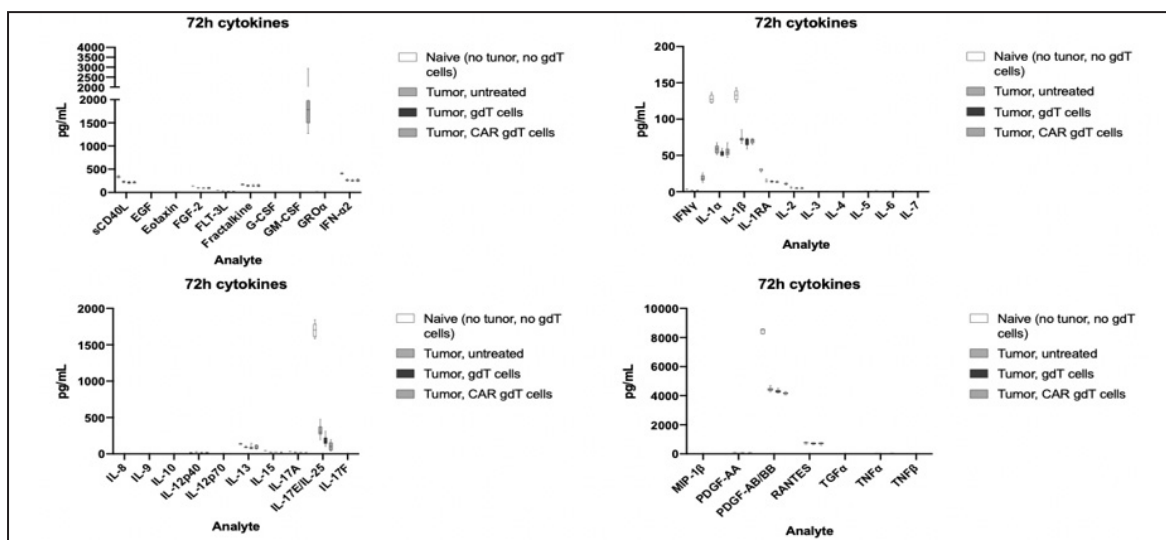 72h cytokines
4000
3500
3000
2500
2000
2000
1500
1000
500
0
pg/mL
sCD40L
EGF
Eotaxin
FGF-2
FLT-3L
Fractalkine
G-CSF
GM-CSF
GROα
IFN-α2
Analyte
Naive (no tunor, no gdT
cells)
Tumor, untreated
Tumor, gdT cells
Tumor, CAR gdT cells
72h cytokines
200
150
100
50
0
pg/mL
IFNγ
IL-1α
IL-1β
IL-1RA
IL-2
IL-3
IL-4
IL-5
IL-6
IL-7
Analyte
Naive (no tunor, no gdT
cells)
Tumor, untreated
Tumor, gdT cells
Tumor, CAR gdT cells
72h cytokines
2000
1500
1000
500
0
pg/mL
IL-8
IL-9
IL-10
IL-12p40
IL-12p70
IL-13
IL-15
IL-17A
IL-17E/IL-25
IL-17F
Analyte
Naive (no tunor, no gdT
cells)
Tumor, untreated
Tumor, gdT cells
Tumor, CAR gdT cells
72h cytokines
10000
8000
6000
4000
2000
0
pg/mL
MIP-1β
PDGF-AA
PDGF-AB/BB
RANTES
TGFα
TNFα
TNFβ
Analyte
Naive (no tunor, no gdT
cells)
Tumor, untreated
Tumor, gdT cells
Tumor, CAR gdT cells